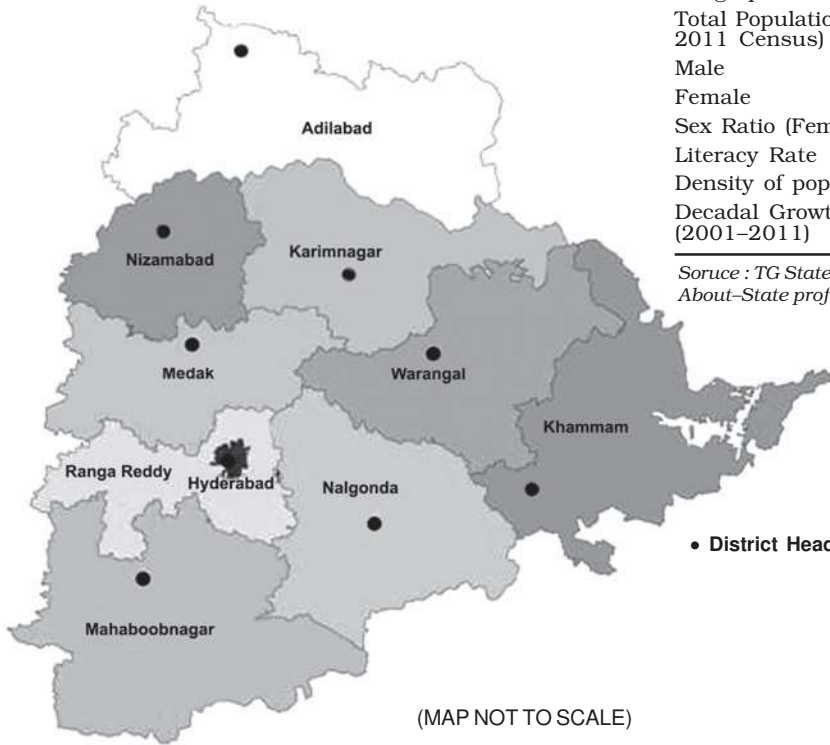 Total Population
2011 Census)
Male
Female
Sex Ratio (Fem
Literacy Rate
Density of pop
Decadal Growt
(2001–2011)
Soruce : TG State
About–State prof
Adilabad
Nizamabad
Karimnagar
Medak
Warangal
Khammam
Ranga Reddy
Hyderabad
Nalgonda
• District Head
Mahaboobnagar
(MAP NOT TO SCALE)